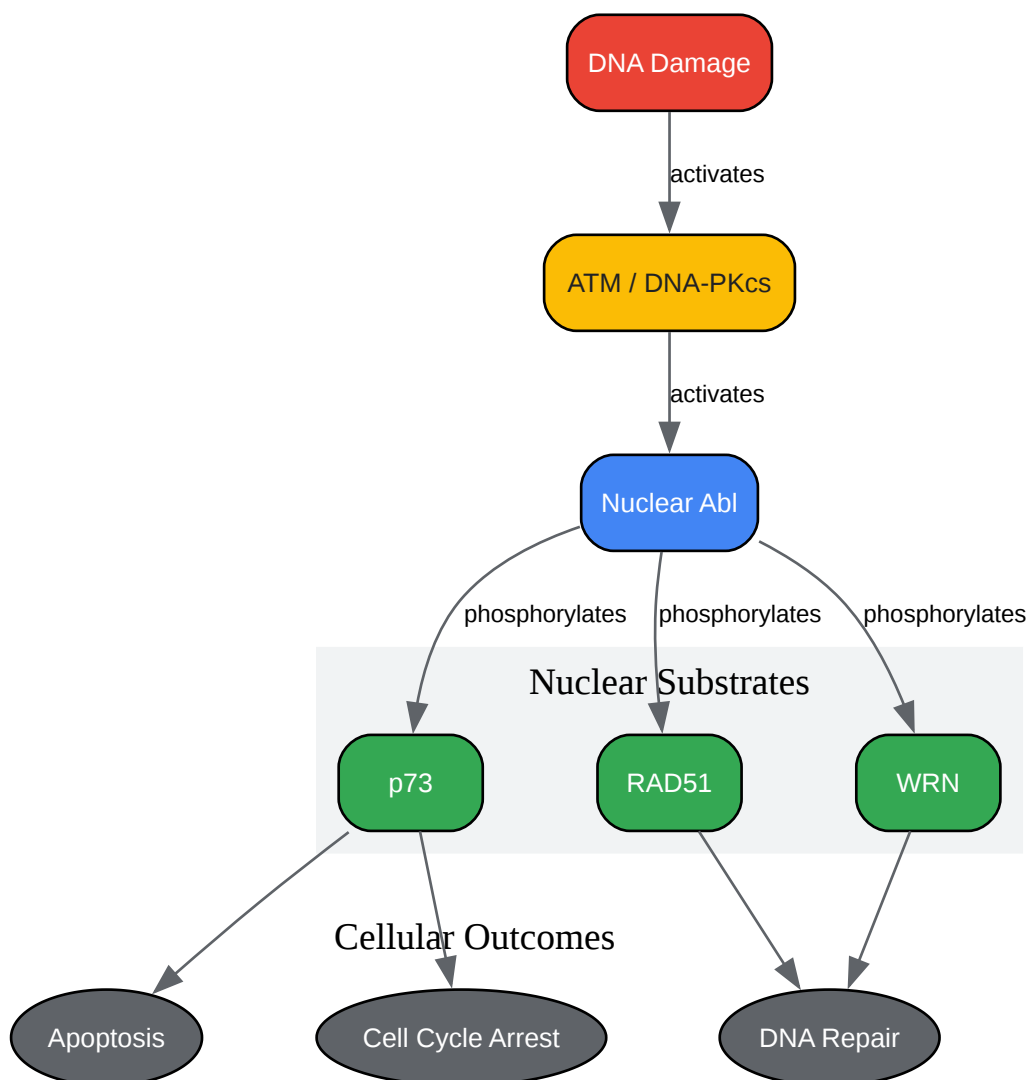 DNA Damage
activates
ATM / DNA-PKcs
activates
Nuclear Abl
phosphorylates
phosphorylates
phosphorylates
Nuclear Substrates
p73
RAD51
WRN
Cellular Outcomes
Apoptosis
Cell Cycle Arrest
DNA Repair